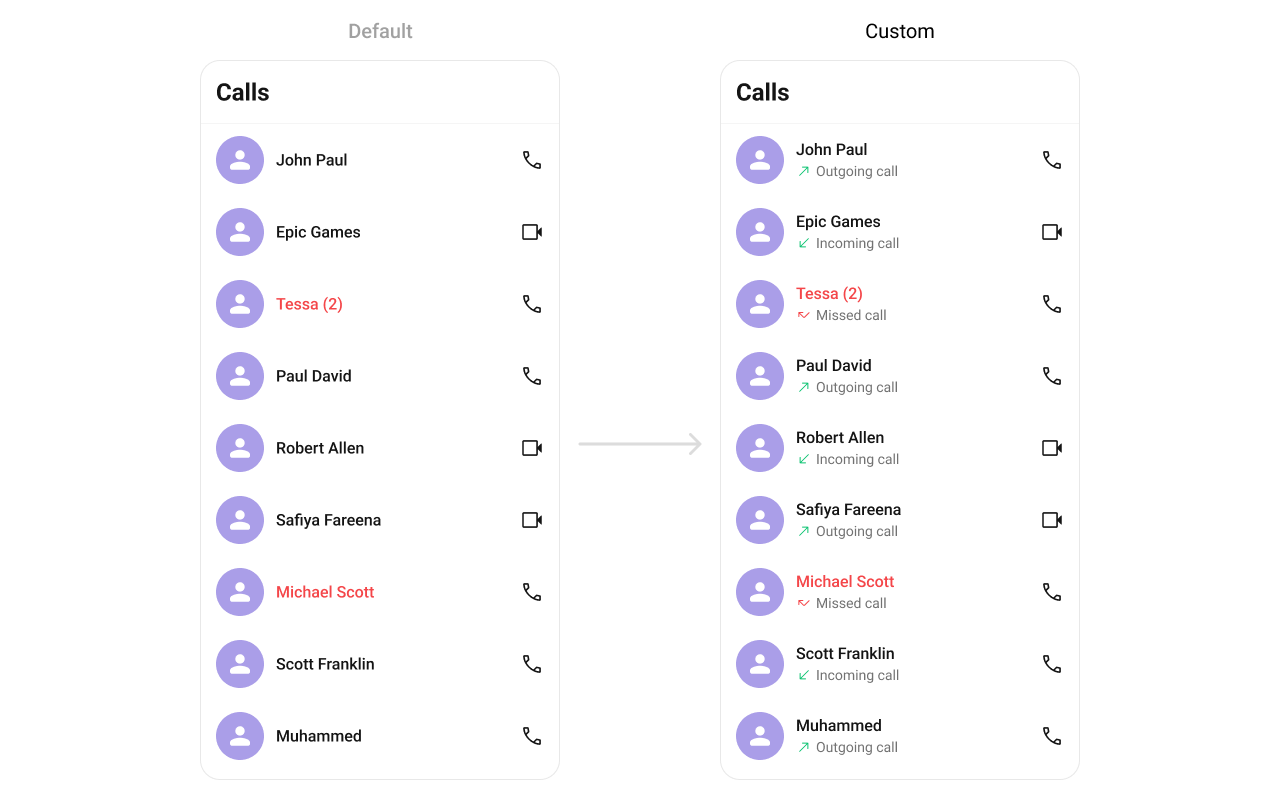 Default
Calls
John Paul
Epic Games
Tessa (2)
Paul David
Robert Allen
Safiya Fareena
Michael Scott
Scott Franklin
Muhammed
Custom
Calls
John Paul
Outgoing call
Epic Games
Incoming call
Tessa (2)
Missed call
Paul David
Outgoing call
Robert Allen
Incoming call
Safiya Fareena
Outgoing call
Michael Scott
Missed call
Scott Franklin
Incoming call
Muhammed
Outgoing call